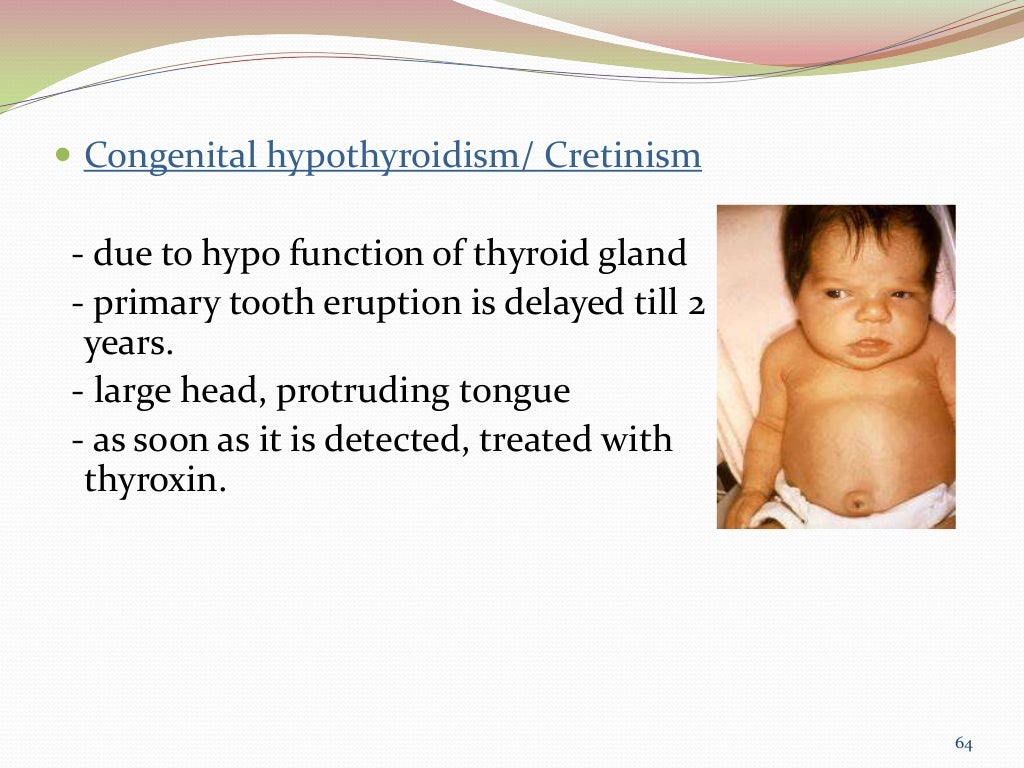 • Congenital hypothyroidism/ Cretinism
- due to hypo function of thyroid gland
- primary tooth eruption is delayed till 2
years.
- large head, protruding tongue
- as soon as it is detected, treated with
thyroxin.
64